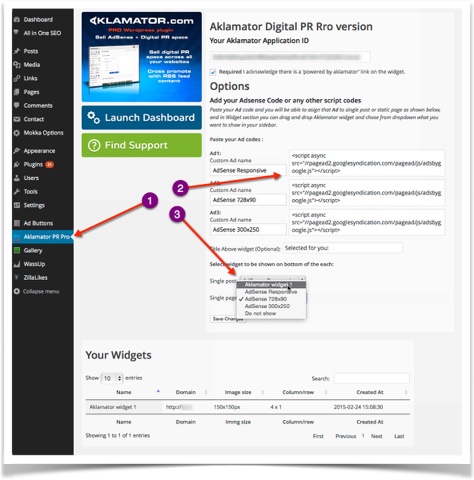 Dashboard
All in One SEO
Posts
Media
Links
Pages
Comments
Contact
Mokka Options
Appearance
Plugins
Users
Tools
Settings
Ad Buttons
Aklamator PR Pro
Gallery
WassUp
ZillaLikes
Collapse menu
AKLAMATOR.com
PRO Wordpress plugin
Sell AdSense + Digital PR space
Sell digital PR
space across all
your websites
Cross promote
with RSS feed
content
Launch Dashboard
Find Support
Aklamator Digital PR Rro version
Your Aklamator Application ID
Required I acknowledge there is a 'powered by aklamator' link on the widget.
Options
Add your Adsense Code or any other script codes
Paste your Ad code and you will be able to asign that Ad to single post or static page as shown below,
and in Widget section you can drag and drop Aklamator widget and chose from dropdown what you
want to show in your sidebar.
Paste your Ad codes :
Ad1:
Custom Ad name
AdSense Responsive
<script async
src="//pagead2.googlesyndication.com/pagead/js/adsbyg
oogle.js"></script>
Ad2:
Custom Ad name
AdSense 728x90
<script async
src="//pagead2.googlesyndication.com/pagead/js/adsbyg
oogle.js"></script>
Ad3:
Custom Ad name
AdSense 300x250
<script async
src="//pagead2.googlesyndication.com/pagead/js/adsbyg
oogle.js"></script>
1
2
3
Title Above widget (Optional): Selected for you:
Select widget to be shown on bottom of the each:
Single post
Aklamator widget 1
AdSense Responsive
Single page
✓ AdSense 728x90
AdSense 300x250
Do not show
Save Changes
Your Widgets
Show 10 entries
Search:
Name Domain Image size Column/row Created At
Aklamator widget 1 http:// 150x150px 4 x 1 2015-02-24 15:08:30
Name Domain Immg size Column/row Created At
Showing 1 to 1 of 1 entries
First Previous 1 Next Last